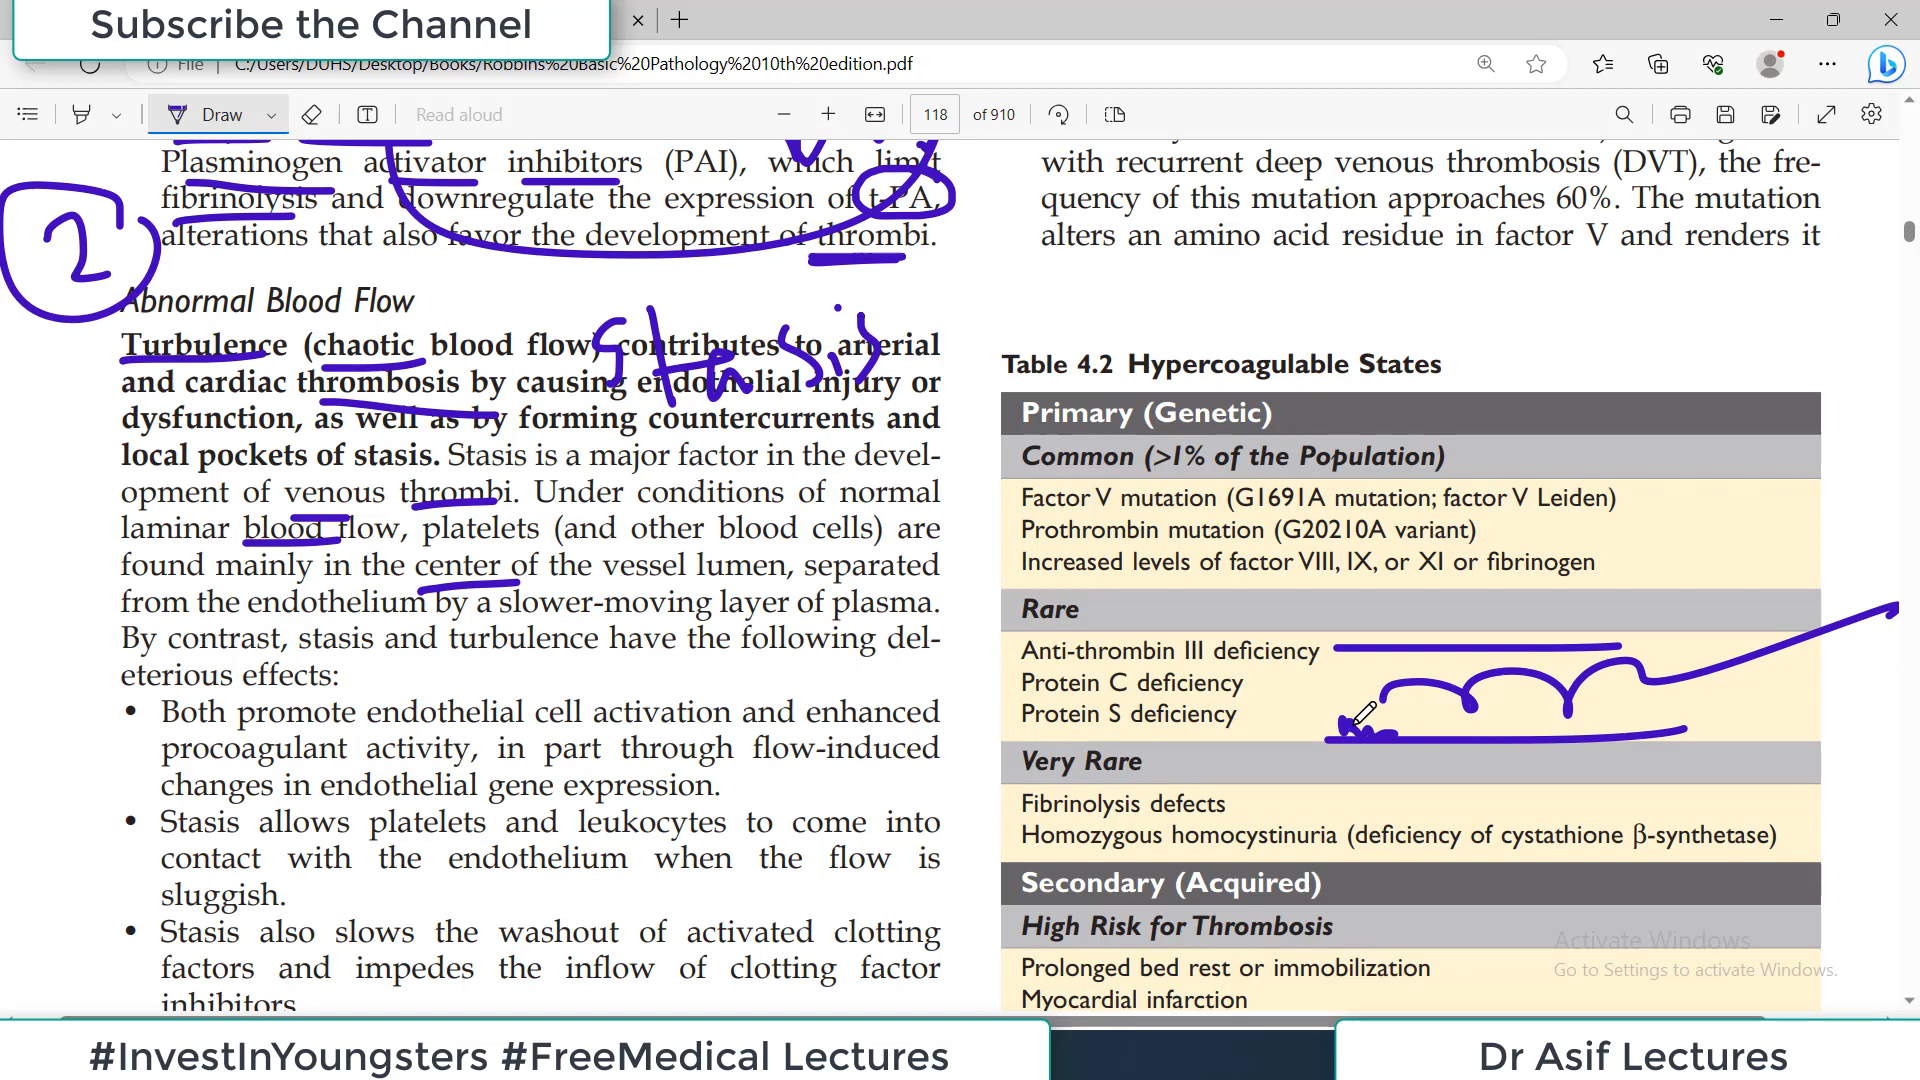 Subscribe the Channel
File
C:/Users/DUHS/Desktop/Books/Robbins%20Basic%20Pathology%2010th%20edition.pdf
Draw
Read aloud
118 of 910
Plasminogen activator inhibitors (PAI), which limit
fibrinolysis and downregulate the expression of t-PA,
alterations that also favor the development of thrombi.
2
Abnormal Blood Flow
stasis
Turbulence (chaotic blood flow) contributes to arterial
and cardiac thrombosis by causing endothelial injury or
dysfunction, as well as by forming countercurrents and
local pockets of stasis. Stasis is a major factor in the devel-
opment of venous thrombi. Under conditions of normal
laminar blood flow, platelets (and other blood cells) are
found mainly in the center of the vessel lumen, separated
from the endothelium by a slower-moving layer of plasma.
By contrast, stasis and turbulence have the following del-
eterious effects:
• Both promote endothelial cell activation and enhanced
procoagulant activity, in part through flow-induced
changes in endothelial gene expression.
• Stasis allows platelets and leukocytes to come into
contact with the endothelium when the flow is
sluggish.
• Stasis also slows the washout of activated clotting
factors and impedes the inflow of clotting factor
inhibitors
with recurrent deep venous thrombosis (DVT), the fre-
quency of this mutation approaches 60%. The mutation
alters an amino acid residue in factor V and renders it
Table 4.2 Hypercoagulable States
Primary (Genetic)
Common (>1% of the Population)
Factor V mutation (G1691A mutation; factor V Leiden)
Prothrombin mutation (G20210A variant)
Increased levels of factor VIII, IX, or XI or fibrinogen
Rare
Anti-thrombin III deficiency
Protein C deficiency
Protein S deficiency
Very Rare
Fibrinolysis defects
Homozygous homocystinuria (deficiency of cystathione β-synthetase)
Secondary (Acquired)
High Risk for Thrombosis
Prolonged bed rest or immobilization
Myocardial infarction
Activate Windows
Go to Settings to activate Windows.
#InvestInYoungsters #FreeMedical Lectures
Dr Asif Lectures